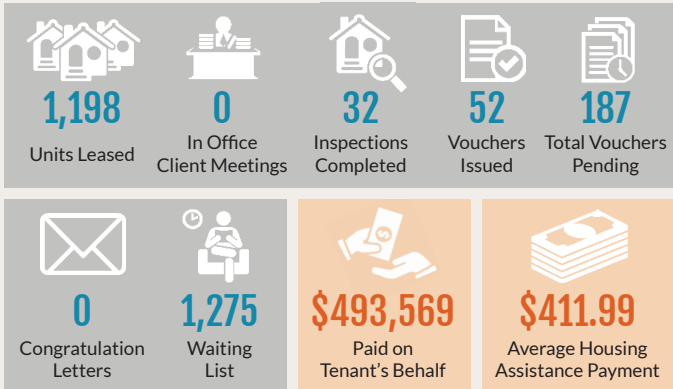 1,198
Units Leased
0
In Office
Client Meetings
32
Inspections
Completed
52
Vouchers
Issued
187
Total Vouchers
Pending
0
Congratulation
Letters
1,275
Waiting
List
$493,569
Paid on
Tenant's Behalf
$411.99
Average Housing
Assistance Payment